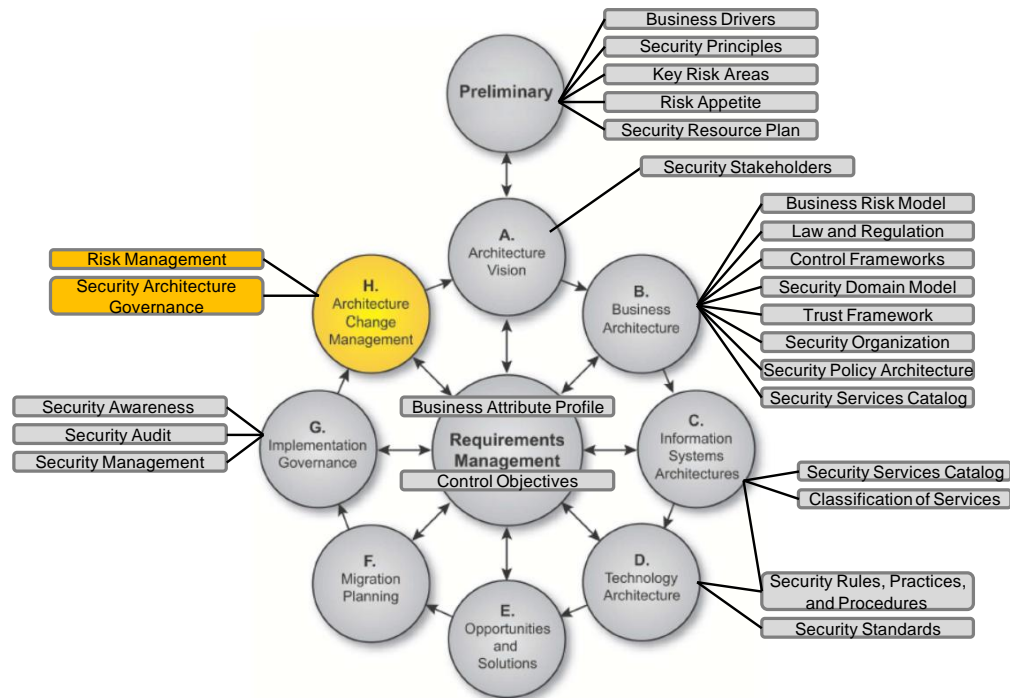 Business Drivers
Security Principles
Key Risk Areas
Risk Appetite
Security Resource Plan
Preliminary
Security Stakeholders
A.
Architecture
Vision
Business Risk Model
Law and Regulation
Control Frameworks
Security Domain Model
Trust Framework
Security Organization
Security Policy Architecture
Security Services Catalog
Risk Management
Security Architecture
Governance
H.
Architecture
Change
Management
B.
Business
Architecture
Security Awareness
Security Audit
Security Management
G.
Implementation
Governance
Business Attribute Profile
Requirements
Management
Control Objectives
C.
Information
Systems
Architectures
Security Services Catalog
Classification of Services
F.
Migration
Planning
D.
Technology
Architecture
Security Rules, Practices,
and Procedures
Security Standards
E.
Opportunities
and
Solutions